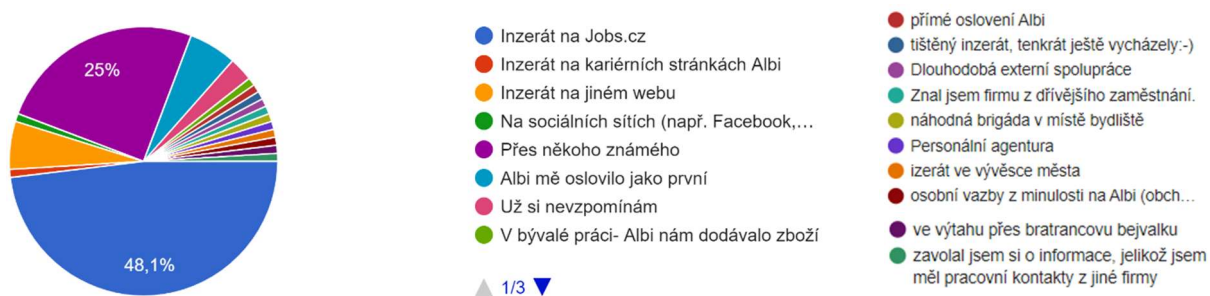 25%
48,1%
Inzerát na Jobs.cz
Inzerát na kariérních stránkách Albi
Inzerát na jiném webu
Na sociálních sítích (např. Facebook,...
Přes někoho známého
Albi mě oslovilo jako první
Už si nevzpomínám
V bývalé práci- Albi nám dodávalo zboží
1/3
přímé oslovení Albi
tištěný inzerát, tenkrát ještě vycházely:-)
Dlouhodobá externí spolupráce
Znal jsem firmu z dřívějšího zaměstnání.
náhodná brigáda v místě bydliště
Personální agentura
izerát ve vývěsce města
osobní vazby z minulosti na Albi (obch...
ve výtahu přes bratrancovu bejvalku
zavolal jsem si o informace, jelikož jsem
měl pracovní kontakty z jiné firmy